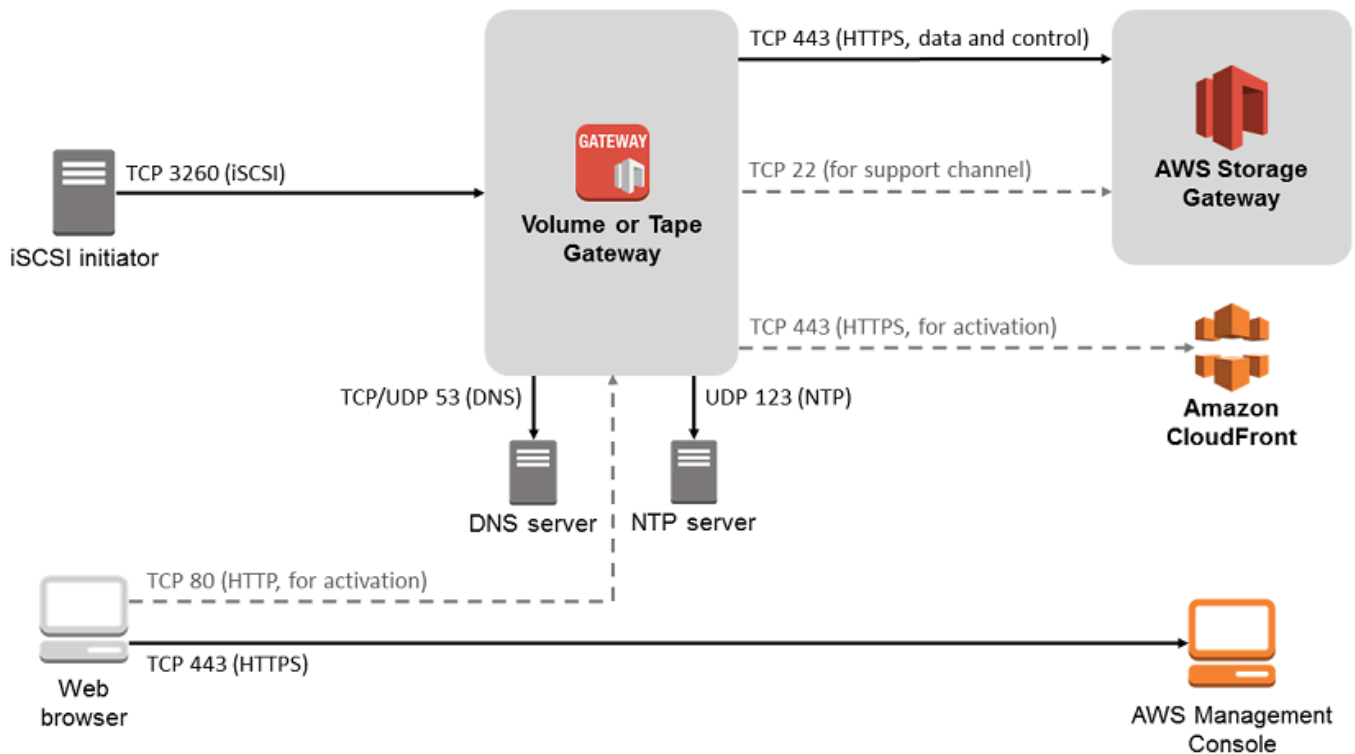 TCP 443 (HTTPS, data and control)
GATEWAY
TCP 3260 (iSCSI)
TCP 22 (for support channel)
AWS Storage
Gateway
Volume or Tape
Gateway
iSCSI initiator
TCP 443 (HTTPS, for activation)
TCP/UDP 53 (DNS)
UDP 123 (NTP)
Amazon
CloudFront
DNS server
NTP server
TCP 80 (HTTP, for activation)
TCP 443 (HTTPS)
Web
browser
AWS Management
Console